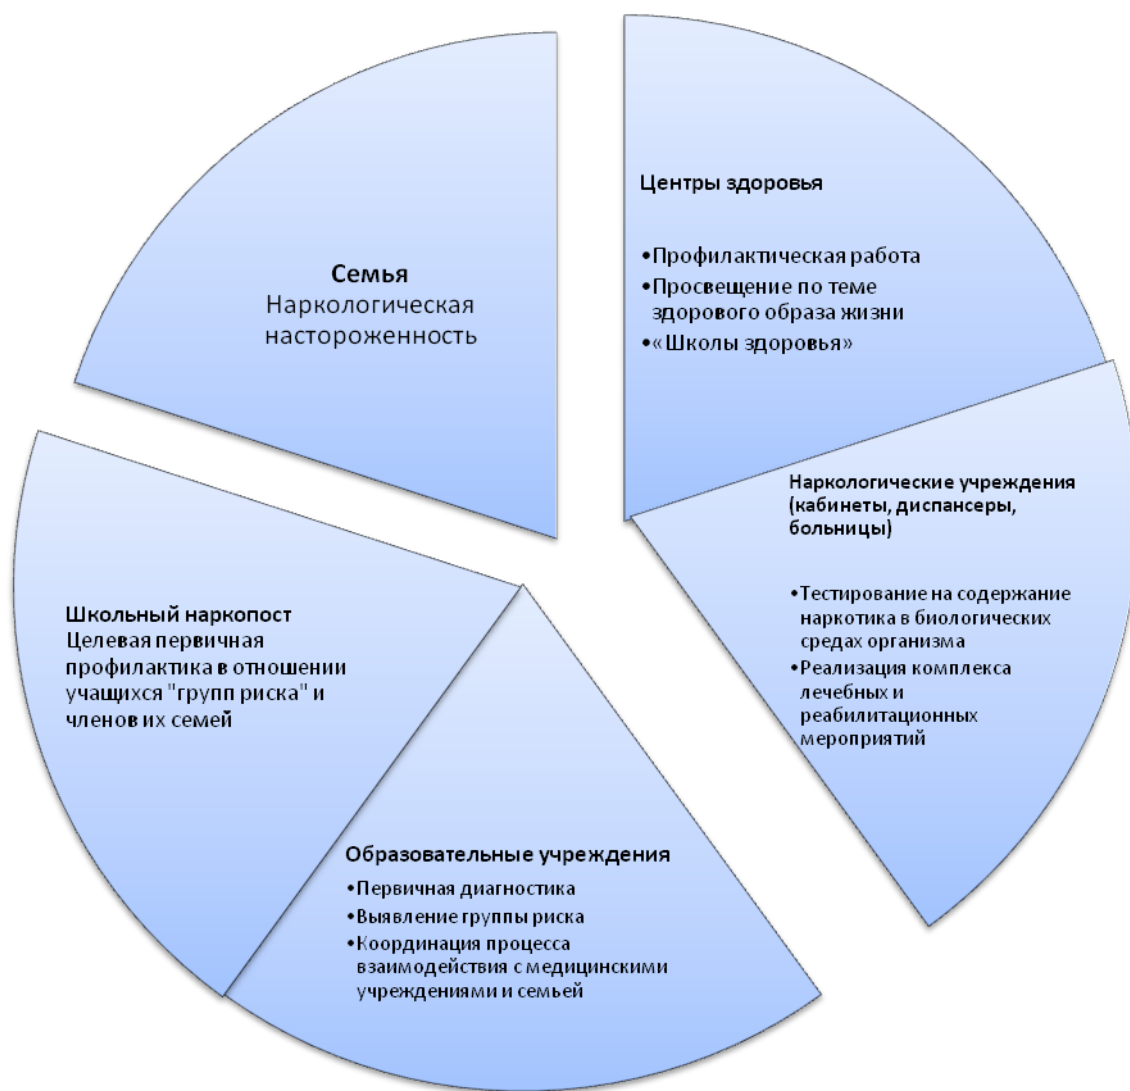 Семья
Наркологическая
настороженность
Центры здоровья
•Профилактическая работа
•Просвещение по теме
здорового образа жизни
•«Школы здоровья»
Наркологические учреждения
(кабинеты, диспансеры,
больницы)
•Тестирование на содержание
наркотика в биологических
средах организма
•Реализация комплекса
лечебных и
реабилитационных
мероприятий
Школьный наркопост
Целевая первичная
профилактика в отношении
учащихся "групп риска" и
членов их семей
Образовательные учреждения
•Первичная диагностика
•Выявление группы риска
•Координация процесса
взаимодействия с медицинскими
учреждениями и семьей